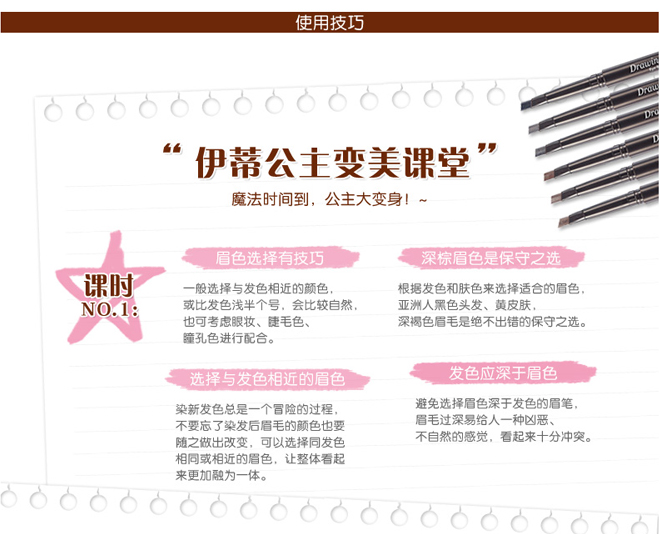 使用技巧
Drawin
Drawi
Drawi
Draw
“伊蒂公主变美课堂”
魔法时间到，公主大变身！~
课时
NO.1:
眉色选择有技巧
一般选择与发色相近的颜色，
或比发色浅半个号，会比较自然，
也可考虑眼妆、睫毛色、
瞳孔色进行配合。
深棕眉色是保守之选
根据发色和肤色来选择适合的眉色，
亚洲人黑色头发、黄皮肤，
深褐色眉毛是绝不出错的保守之选。
选择与发色相近的眉色
染新发色总是一个冒险的过程，
不要忘了染发后眉毛的颜色也要
随之做出改变，可以选择同发色
相同或相近的眉色，让整体看起
来更加融为一体。
发色应深于眉色
避免选择眉色深于发色的眉笔，
眉毛过深易给人一种凶恶、
不自然的感觉，看起来十分冲突。